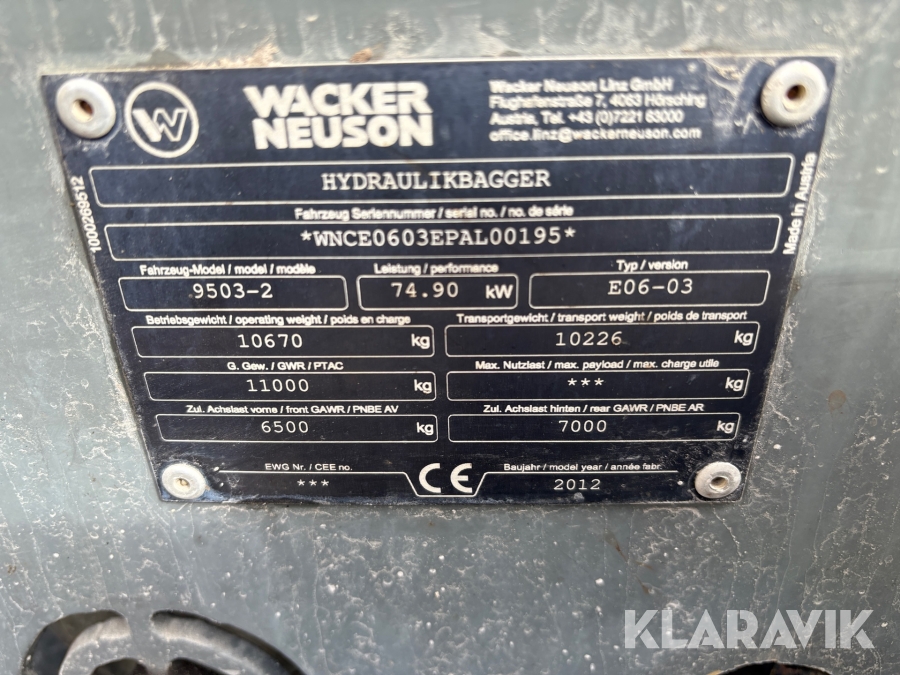 WACKER
NEUSON
Wacker Neuson Linz GmbH
Flughafenstraße 7, 4063 Hörsching
Austria, Tel. +43 (0)7221 63000
office.linz@wackerneuson.com
HYDRAULIKBAGGER
Fahrzeug Seriennummer / serial no. / no. de série
*WNCE0603EPAL00195*
Fahrzeug-Model / model / modèle
9503-2
Leistung / performance
74.90 kW
Typ / version
E06-03
Betriebsgewicht / operating weight / poids en charge
10670 kg
Transportgewicht / transport weight / poids de transport
10226 kg
G. Gew. / GWR / PTAC
11000 kg
Max. Nutzlast / max. payload / max. charge utile
*** kg
Zul. Achslast vorne / front GAWR / PNBE AV
6500 kg
Zul. Achslast hinten / rear GAWR / PNBE AR
7000 kg
EWG Nr. / CEE no.
***
CE
Baujahr / model year / année fabr.
2012
1000269512
Made in Austria
KLARAVIK